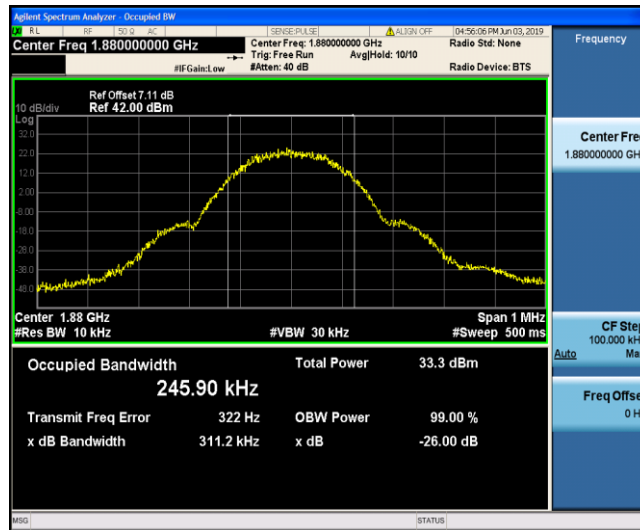 Agilent Spectrum Analyzer - Occupied BW
RL RF 50 Ω AC SENSE:PULSE ALIGN OFF 04:56:06 PM Jun 03, 2019
Center Freq 1.880000000 GHz Center Freq: 1.880000000 GHz Radio Std: None Frequency
Trig: Free Run Avg|Hold: 10/10
#IFGain:Low #Atten: 40 dB Radio Device: BTS
Ref Offset 7.11 dB
10 dB/div Ref 42.00 dBm
Log
32.0
22.0
12.0
2.00
-8.00
-18.0
-28.0
-38.0
-48.0
Center Fre
1.880000000 GH
Center 1.88 GHz Span 1 MHz
#Res BW 10 kHz #VBW 30 kHz #Sweep 500 ms
CF Step
100.000 kH
Auto Ma
Occupied Bandwidth Total Power 33.3 dBm
245.90 kHz
Freq Offse
0 H
Transmit Freq Error 322 Hz OBW Power 99.00 %
x dB Bandwidth 311.2 kHz x dB -26.00 dB
MSG STATUS